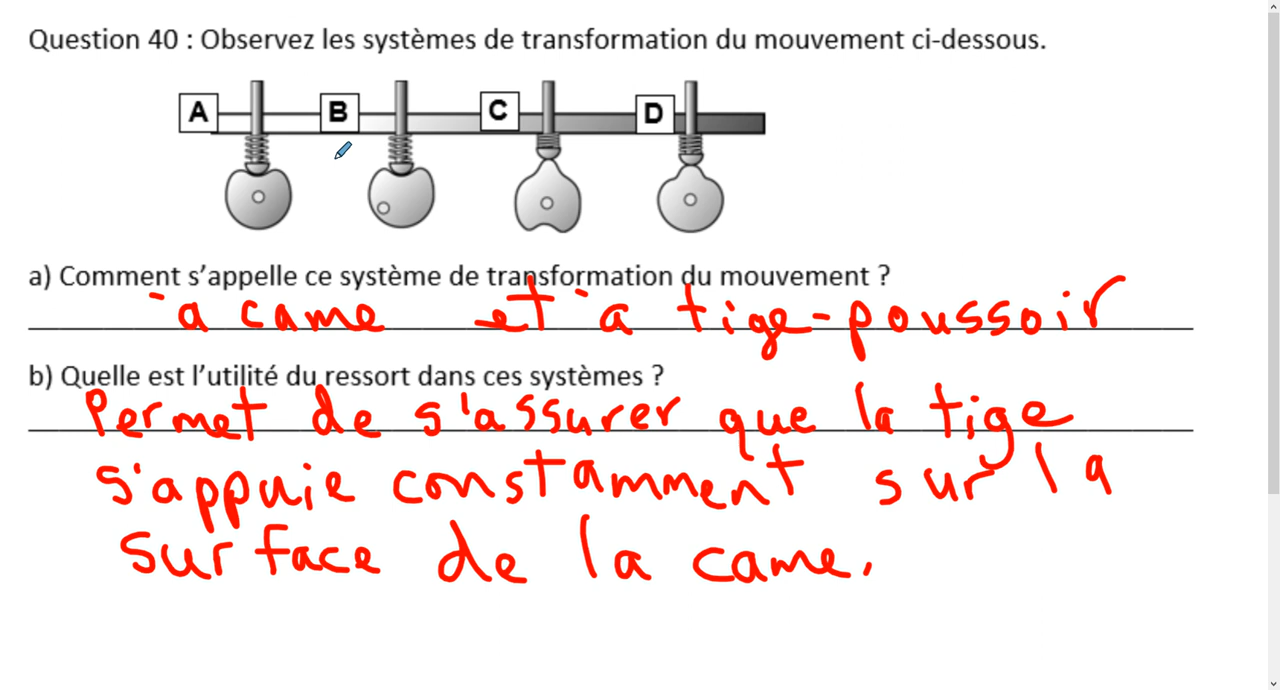 Question 40 : Observez les systèmes de transformation du mouvement ci-dessous.
A B C D
a) Comment s'appelle ce système de transformation du mouvement ?
à came et à tige-poussoir
b) Quelle est l'utilité du ressort dans ces systèmes ?
Permet de s'assurer que la tige
s'appuie constamment sur la
surface de la came.